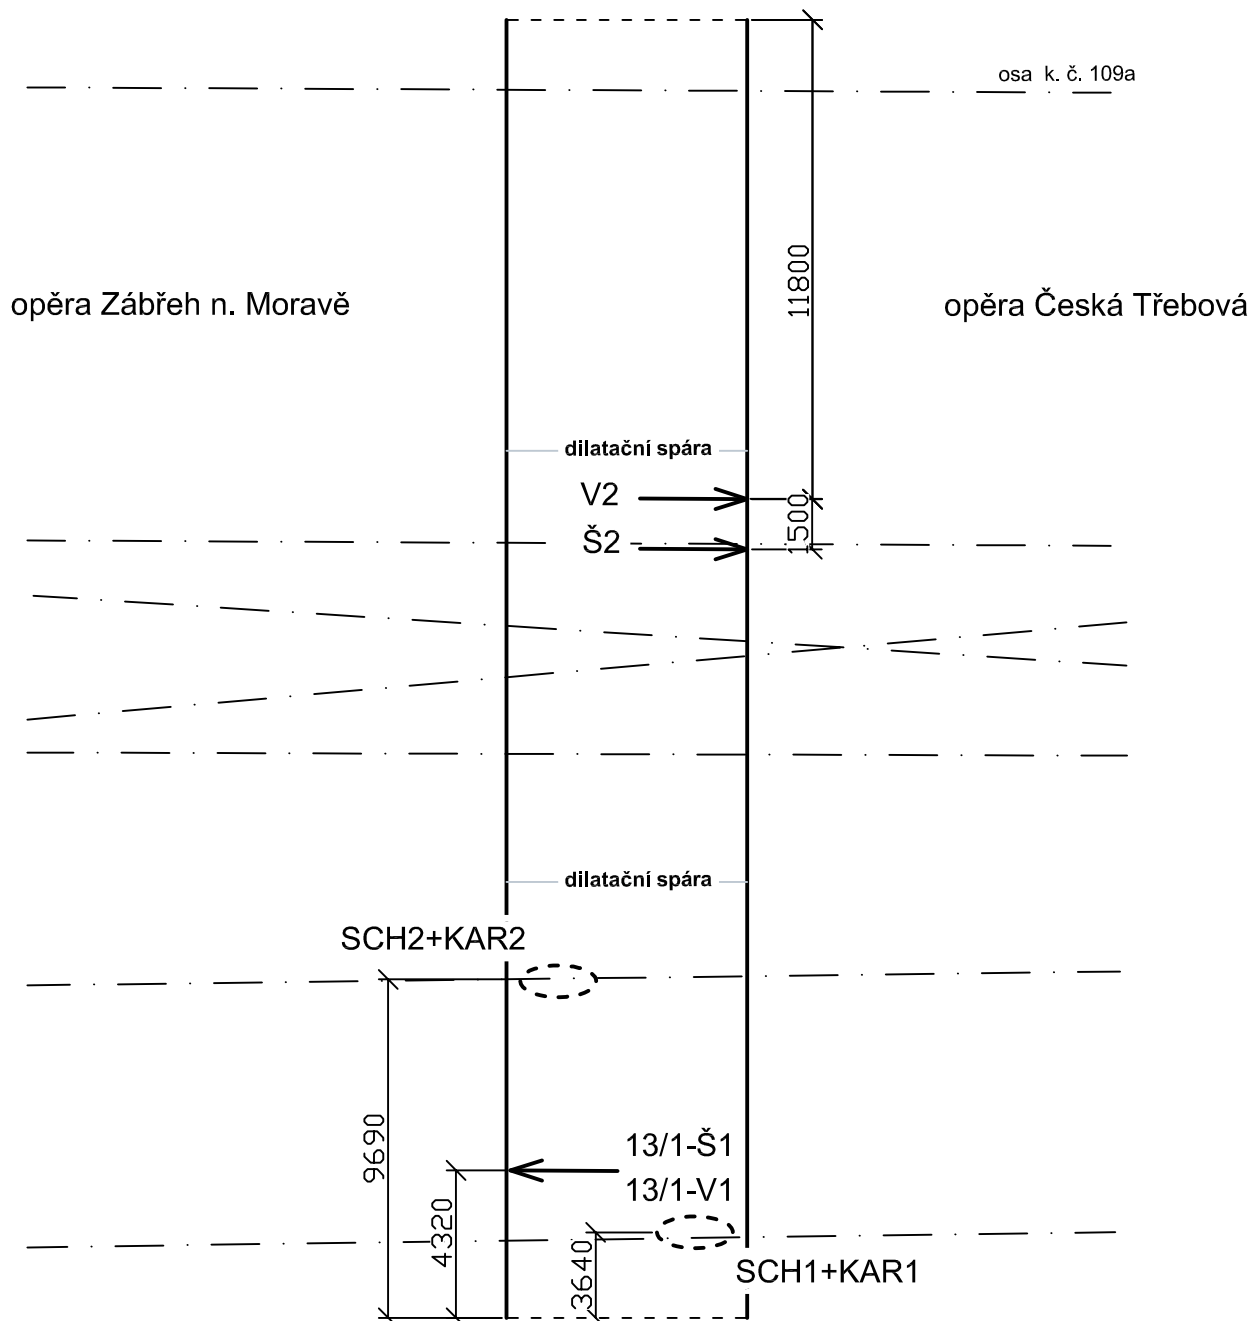 osa k. č. 109a
11800
opěra Zábřeh n. Moravě
opěra Česká Třebová
dilatační spára
V2
1500
Š2
dilatační spára
SCH2+KAR2
9690
13/1-Š1
4320
13/1-V1
3640
SCH1+KAR1